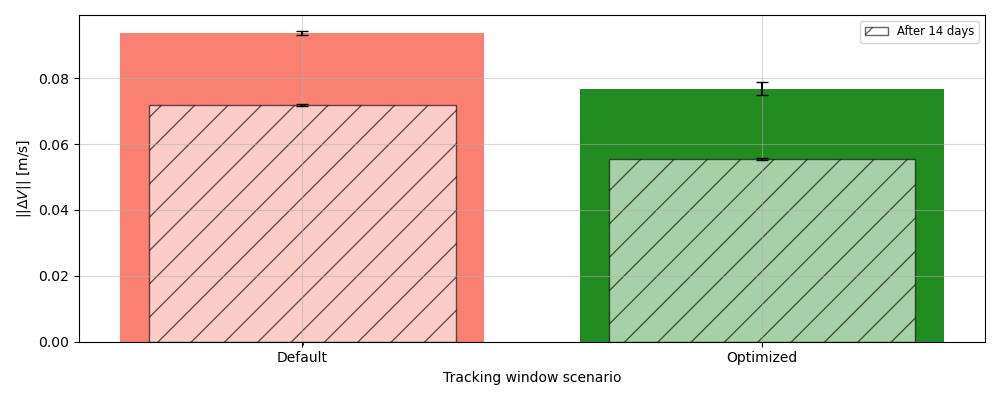 After 14 days
0.08
0.06
0.04
0.02
0.00
||ΔV|| [m/s]
Default
Optimized
Tracking window scenario